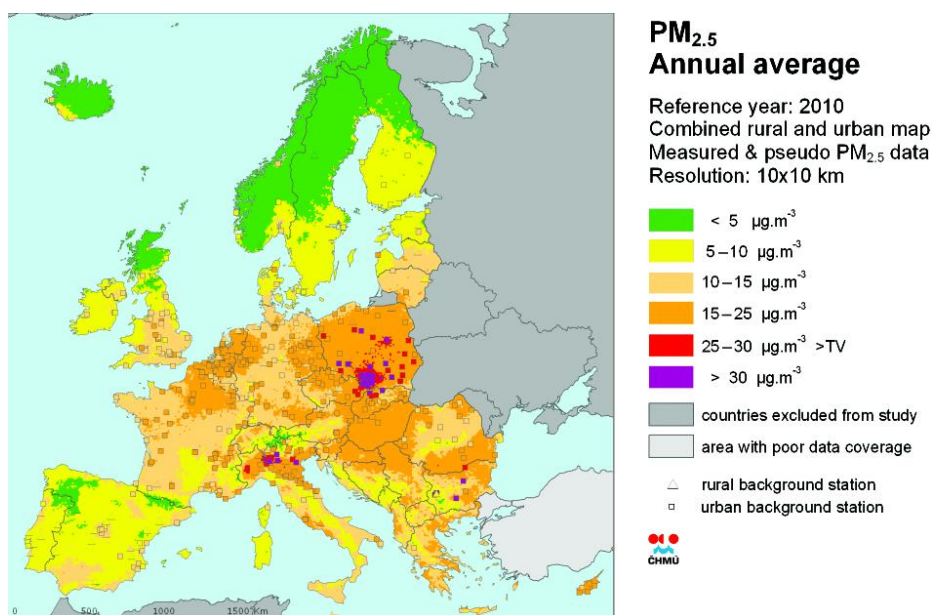 PM2.5
Annual average
Reference year: 2010
Combined rural and urban map
Measured & pseudo PM2.5 data
Resolution: 10x10 km
< 5 µg.m-3
5–10 µg.m-3
10–15 µg.m-3
15–25 µg.m-3
25–30 µg.m-3 >TV
> 30 µg.m-3
countries excluded from study
area with poor data coverage
rural background station
urban background station
ČHMÚ
0 500 1000 1500 Km